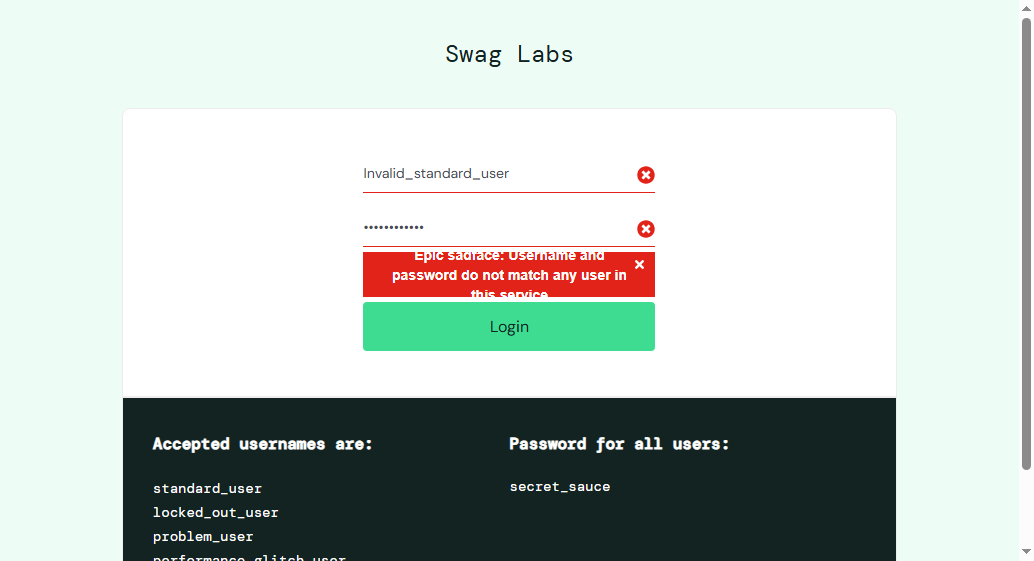 Swag Labs
Invalid_standard_user
••••••••••••
Epic sadface: Username and
password do not match any user in
this service
Login
Accepted usernames are:
standard_user
locked_out_user
problem_user
performance_glitch_user
Password for all users:
secret_sauce